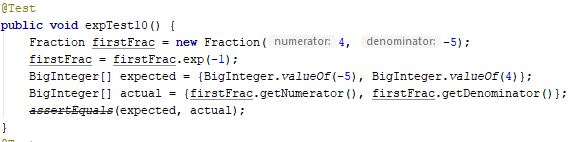 @Test
public void expTest10() {
Fraction firstFrac = new Fraction( numerator: 4, denominator: -5);
firstFrac = firstFrac.exp(-1);
BigInteger[] expected = {BigInteger.valueOf(-5), BigInteger.valueOf(4)};
BigInteger[] actual = {firstFrac.getNumerator(), firstFrac.getDenominator()};
assertEquals(expected, actual);
}